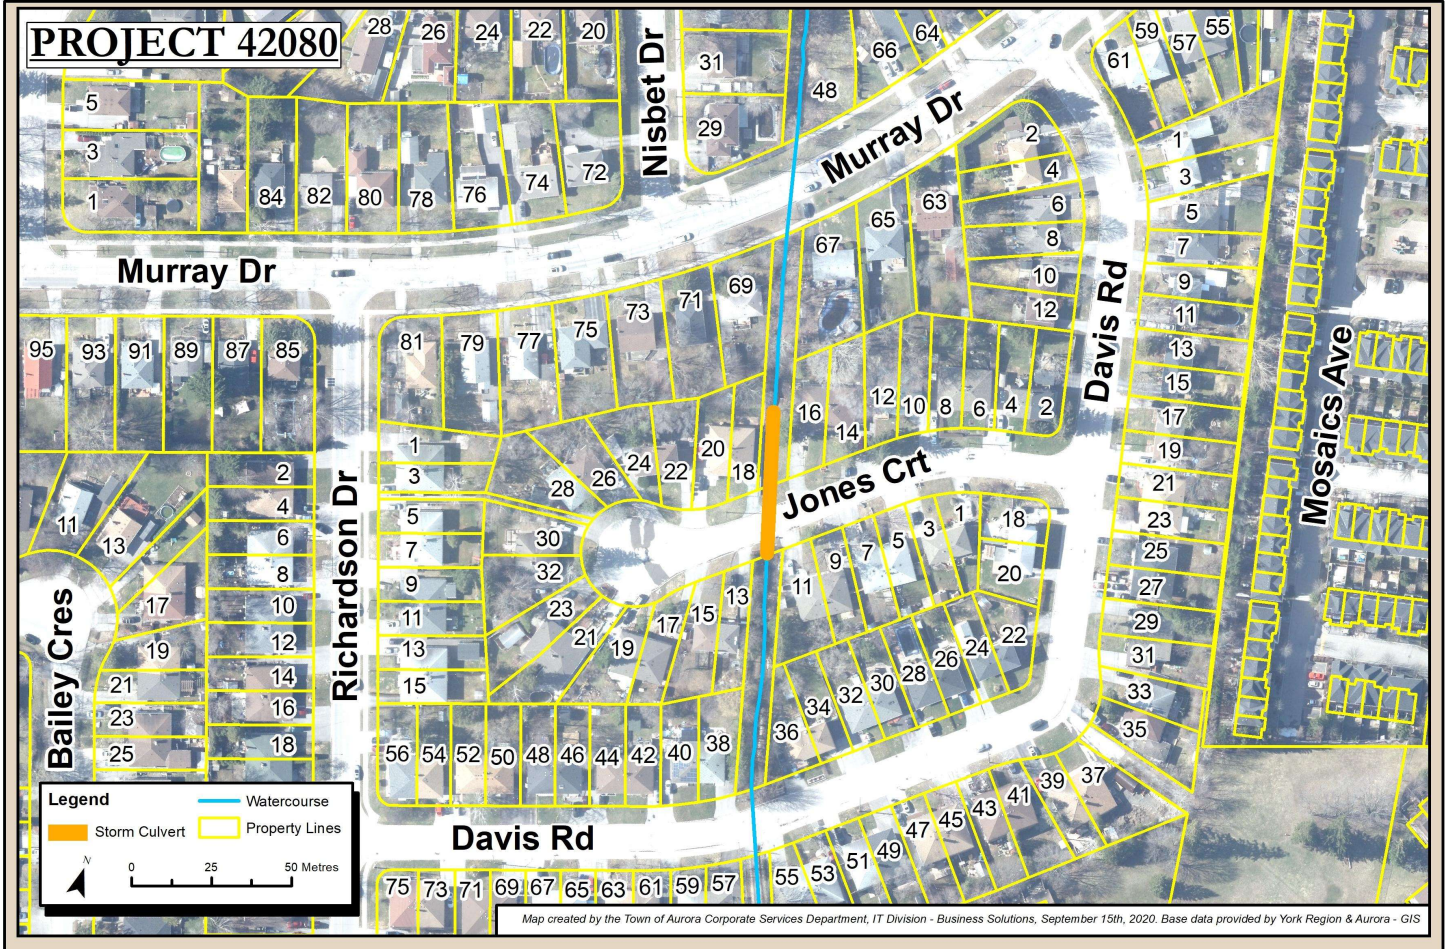 PROJECT 42080
28 26 24 22 20
Nisbet Dr
31
29
48 66 64
61 59 57 55
5
3
1
84 82 80 78 76 74 72
Murray Dr
Murray Dr
2
4
6
8
10
12
63
65
67
69
71
73
75
77
79
81
1
3
5
7
9
11
13
15
17
19
21
23
25
27
29
31
33
35
Davis Rd
Mosaics Ave
95 93 91 89 87 85
16 14 12 10 8 6 4 2
Jones Crt
1
3
5
7
9
11
13
15
28 26 24 22 20 18
30
32
23 21 19 17 15 13
11 9 7 5 3 1
18
20
22
24
26
28
30
32
34
36
Richardson Dr
2
4
6
8
10
12
14
16
18
11
13
17
19
21
23
25
Bailey Cres
56 54 52 50 48 46 44 42 40 38
Davis Rd
75 73 71 69 67 65 63 61 59 57
55 53 51 49 47 45 43 41 39 37
Legend
Watercourse
Storm Culvert
Property Lines
N
0 25 50 Metres
Map created by the Town of Aurora Corporate Services Department, IT Division - Business Solutions, September 15th, 2020. Base data provided by York Region & Aurora - GIS